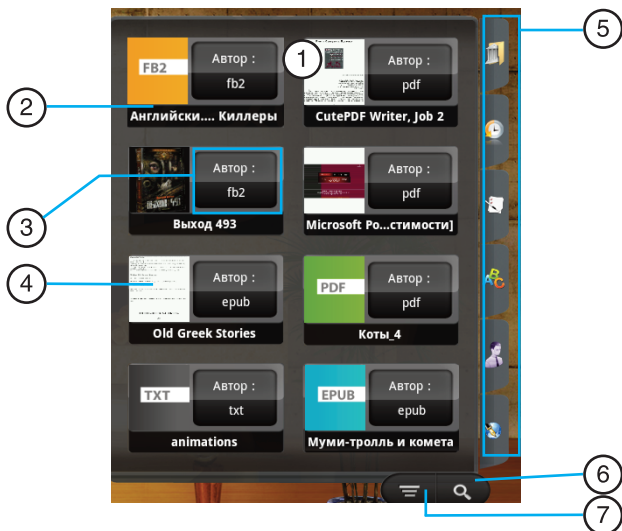 5
1
FB2
Автор :
fb2
Автор :
pdf
2
Английски.... Киллеры
CutePDF Writer, Job 2
Автор :
fb2
Автор :
pdf
3
Выход 493
Microsoft Po...стимости]
4
Автор :
epub
PDF
Автор :
pdf
ABC
Old Greek Stories
Коты_4
TXT
Автор :
txt
EPUB
Автор :
epub
animations
Муми-тролль и комета
6
7